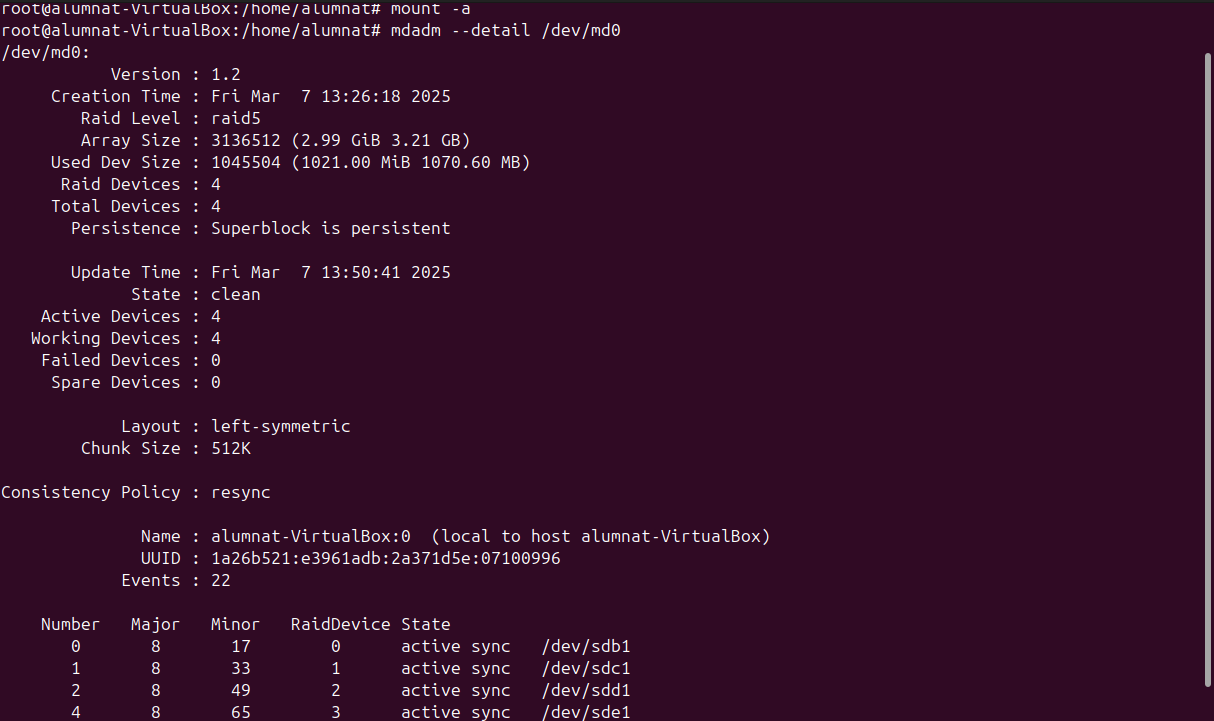 root@alumnat-VirtualBox:/home/alumnat# mount -a
root@alumnat-VirtualBox:/home/alumnat# mdadm --detail /dev/md0
/dev/md0:
           Version : 1.2
     Creation Time : Fri Mar  7 13:26:18 2025
        Raid Level : raid5
        Array Size : 3136512 (2.99 GiB 3.21 GB)
     Used Dev Size : 1045504 (1021.00 MiB 1070.60 MB)
      Raid Devices : 4
     Total Devices : 4
       Persistence : Superblock is persistent

       Update Time : Fri Mar  7 13:50:41 2025
             State : clean
    Active Devices : 4
   Working Devices : 4
    Failed Devices : 0
     Spare Devices : 0

            Layout : left-symmetric
        Chunk Size : 512K

Consistency Policy : resync

              Name : alumnat-VirtualBox:0  (local to host alumnat-VirtualBox)
              UUID : 1a26b521:e3961adb:2a371d5e:07100996
            Events : 22

    Number   Major   Minor   RaidDevice State
       0       8       17        0      active sync   /dev/sdb1
       1       8       33        1      active sync   /dev/sdc1
       2       8       49        2      active sync   /dev/sdd1
       4       8       65        3      active sync   /dev/sde1